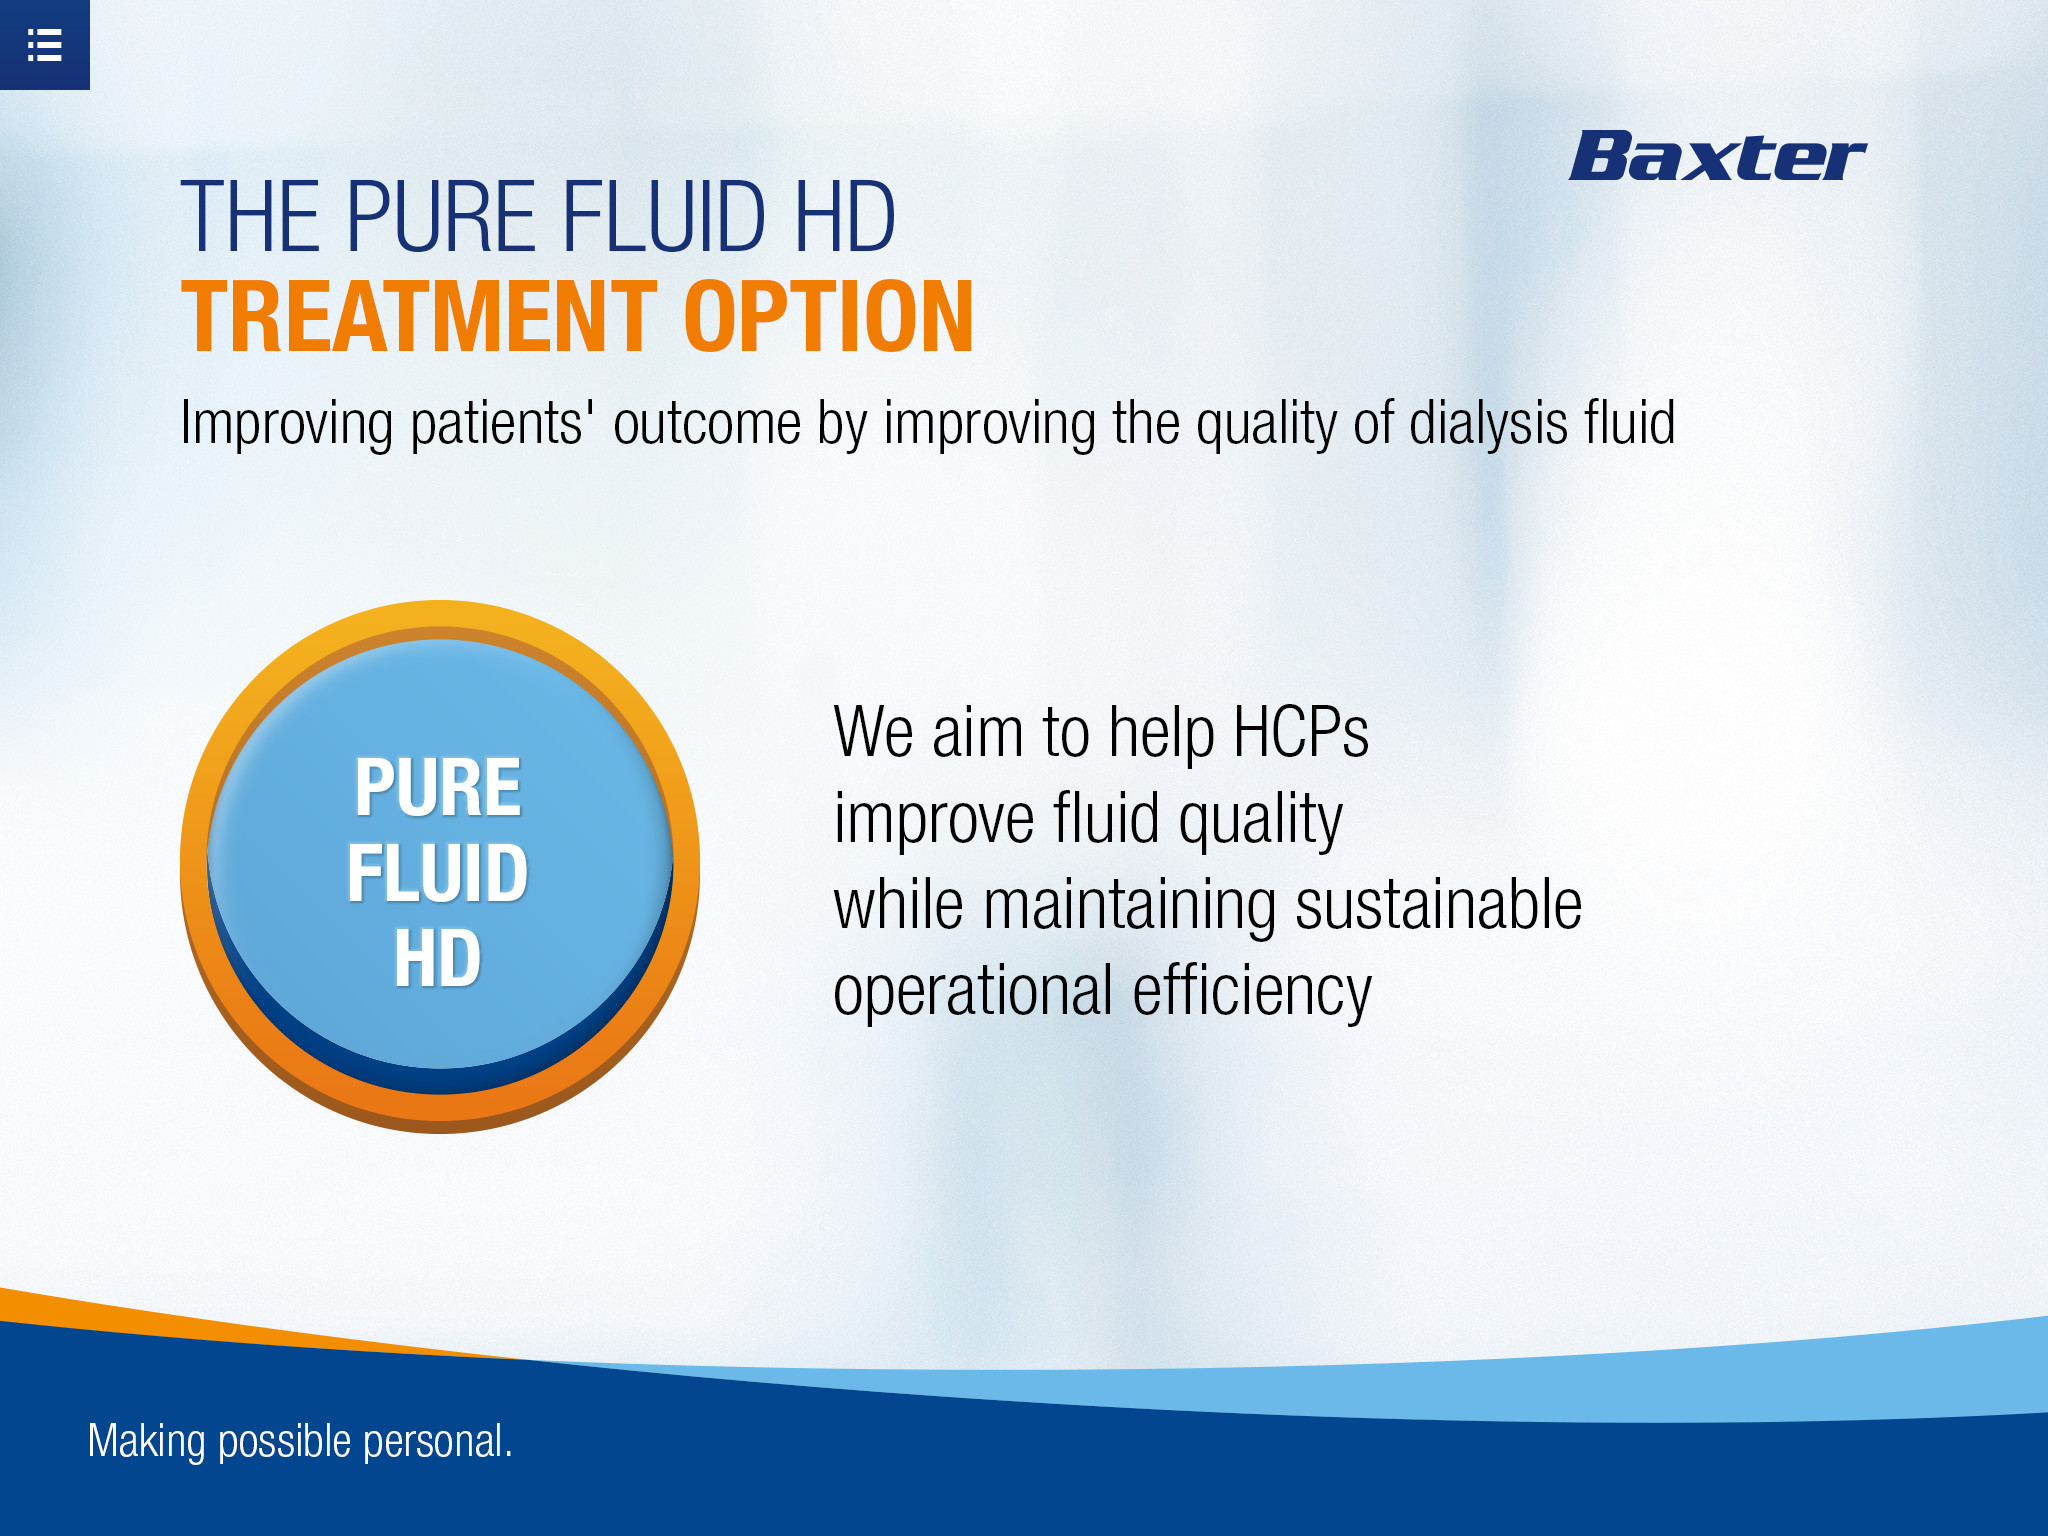 Baxter
THE PURE FLUID HD
TREATMENT OPTION
Improving patients' outcome by improving the quality of dialysis fluid
PURE
FLUID
HD
We aim to help HCPs
improve fluid quality
while maintaining sustainable
operational efficiency
Making possible personal.